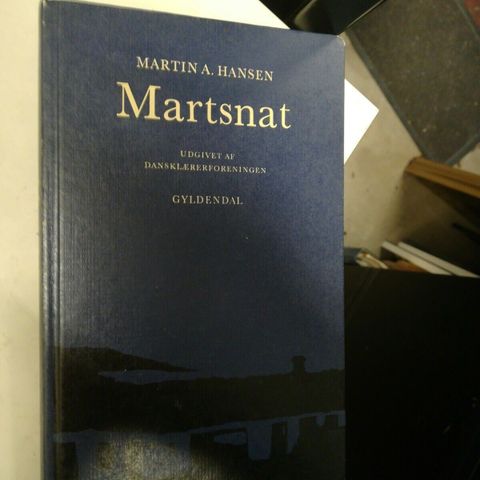 MARTIN A. HANSEN
Martsnat
UDGIVET AF
DANSKLÆRERFORENINGEN
GYLDENDAL